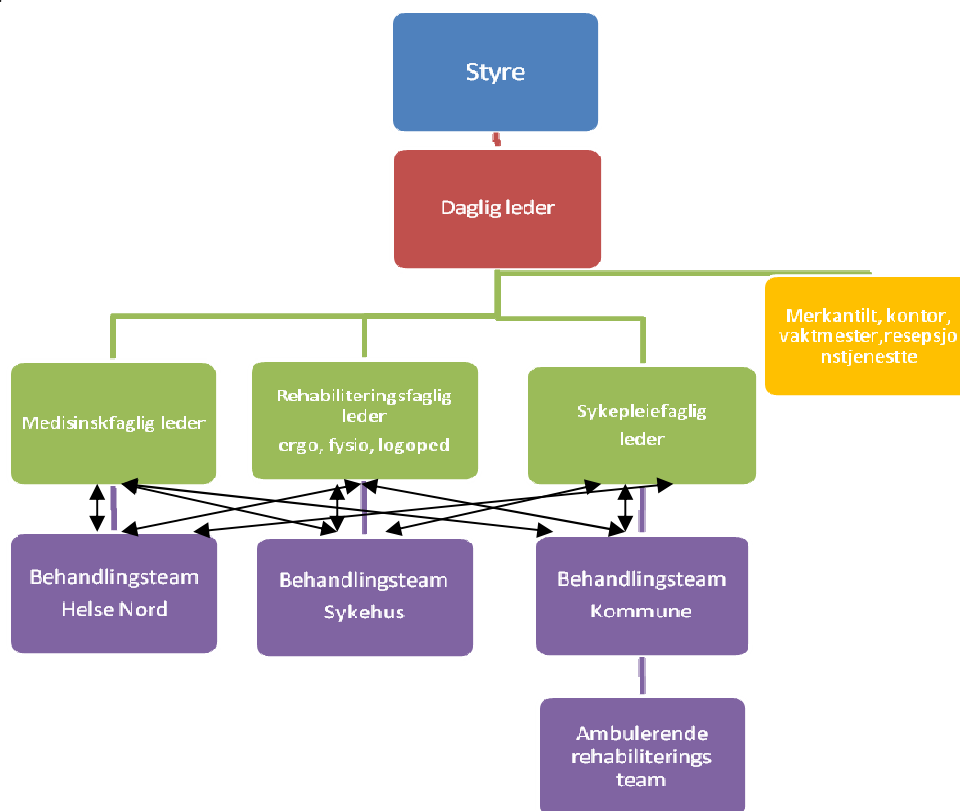 Styre
Daglig leder
Merkantilt, kontor,
vaktmester,resepsjo
nstjenestte
Medisinskfaglig leder
Rehabiliteringsfaglig
leder
ergo, fysio, logoped
Sykepleiefaglig
leder
Behandlingsteam
Helse Nord
Behandlingsteam
Sykehus
Behandlingsteam
Kommune
Ambulerende
rehabiliterings
team